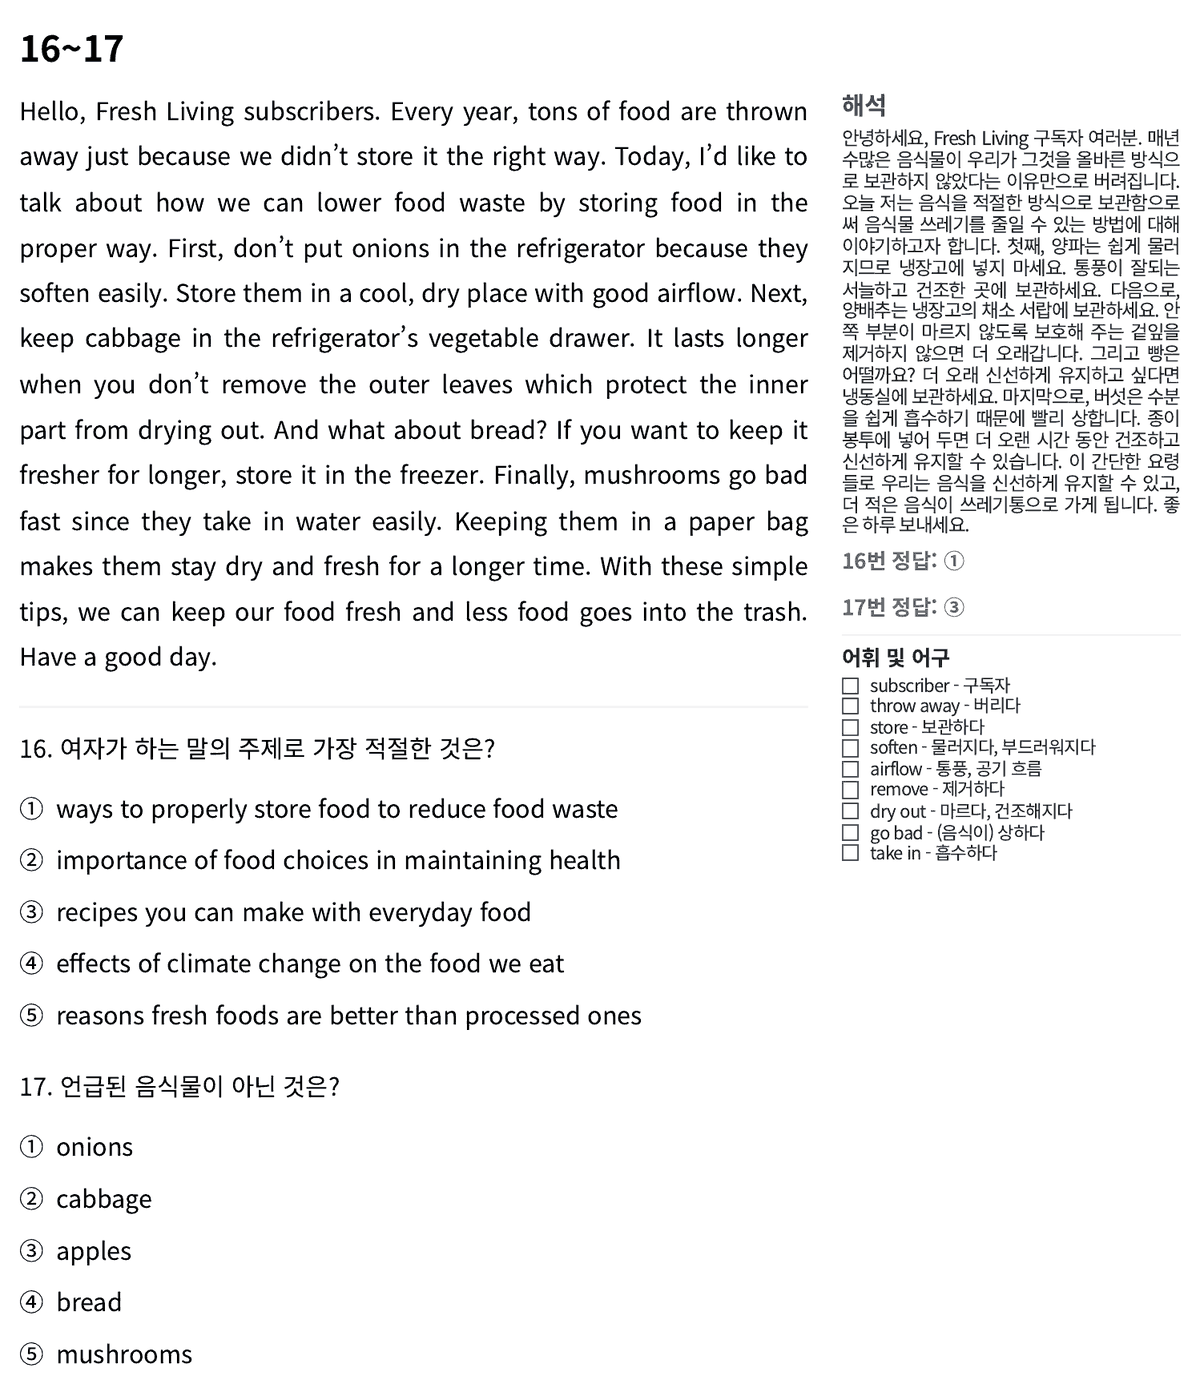 16~17
Hello, Fresh Living subscribers. Every year, tons of food are thrown
away just because we didn’t store it the right way. Today, I’d like to
talk about how we can lower food waste by storing food in the
proper way. First, don’t put onions in the refrigerator because they
soften easily. Store them in a cool, dry place with good airflow. Next,
keep cabbage in the refrigerator’s vegetable drawer. It lasts longer
when you don’t remove the outer leaves which protect the inner
part from drying out. And what about bread? If you want to keep it
fresher for longer, store it in the freezer. Finally, mushrooms go bad
fast since they take in water easily. Keeping them in a paper bag
makes them stay dry and fresh for a longer time. With these simple
tips, we can keep our food fresh and less food goes into the trash.
Have a good day.
16. 여자가 하는 말의 주제로 가장 적절한 것은?
① ways to properly store food to reduce food waste
② importance of food choices in maintaining health
③ recipes you can make with everyday food
④ effects of climate change on the food we eat
⑤ reasons fresh foods are better than processed ones
17. 언급된 음식물이 아닌 것은?
① onions
② cabbage
③ apples
④ bread
⑤ mushrooms
해석
안녕하세요, Fresh Living 구독자 여러분. 매년
수많은 음식물이 우리가 그것을 올바른 방식으
로 보관하지 않았다는 이유만으로 버려집니다.
오늘 저는 음식을 적절한 방식으로 보관함으로
써 음식물 쓰레기를 줄일 수 있는 방법에 대해
이야기하고자 합니다. 첫째, 양파는 쉽게 물러
지므로 냉장고에 넣지 마세요. 통풍이 잘되는
서늘하고 건조한 곳에 보관하세요. 다음으로,
양배추는 냉장고의 채소 서랍에 보관하세요. 안
쪽 부분이 마르지 않도록 보호해 주는 겉잎을
제거하지 않으면 더 오래갑니다. 그리고 빵은
어떨까요? 더 오래 신선하게 유지하고 싶다면
냉동실에 보관하세요. 마지막으로, 버섯은 수분
을 쉽게 흡수하기 때문에 빨리 상합니다. 종이
봉투에 넣어 두면 더 오랜 시간 동안 건조하고
신선하게 유지할 수 있습니다. 이 간단한 요령
들로 우리는 음식을 신선하게 유지할 수 있고,
더 적은 음식이 쓰레기통으로 가게 됩니다. 좋
은 하루 보내세요.
16번 정답: ①
17번 정답: ③
어휘 및 어구
□ subscriber - 구독자
□ throw away - 버리다
□ store - 보관하다
□ soften - 물러지다, 부드러워지다
□ airflow - 통풍, 공기 흐름
□ remove - 제거하다
□ dry out - 마르다, 건조해지다
□ go bad - (음식이) 상하다
□ take in - 흡수하다